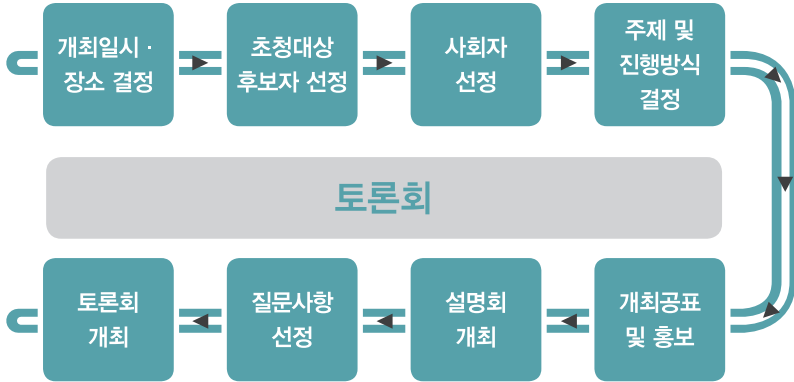 개최일시 ·
장소 결정
초청대상
후보자 선정
사회자
선정
주제 및
진행방식
결정
토론회
개최공표
및 홍보
설명회
개최
질문사항
선정
토론회
개최